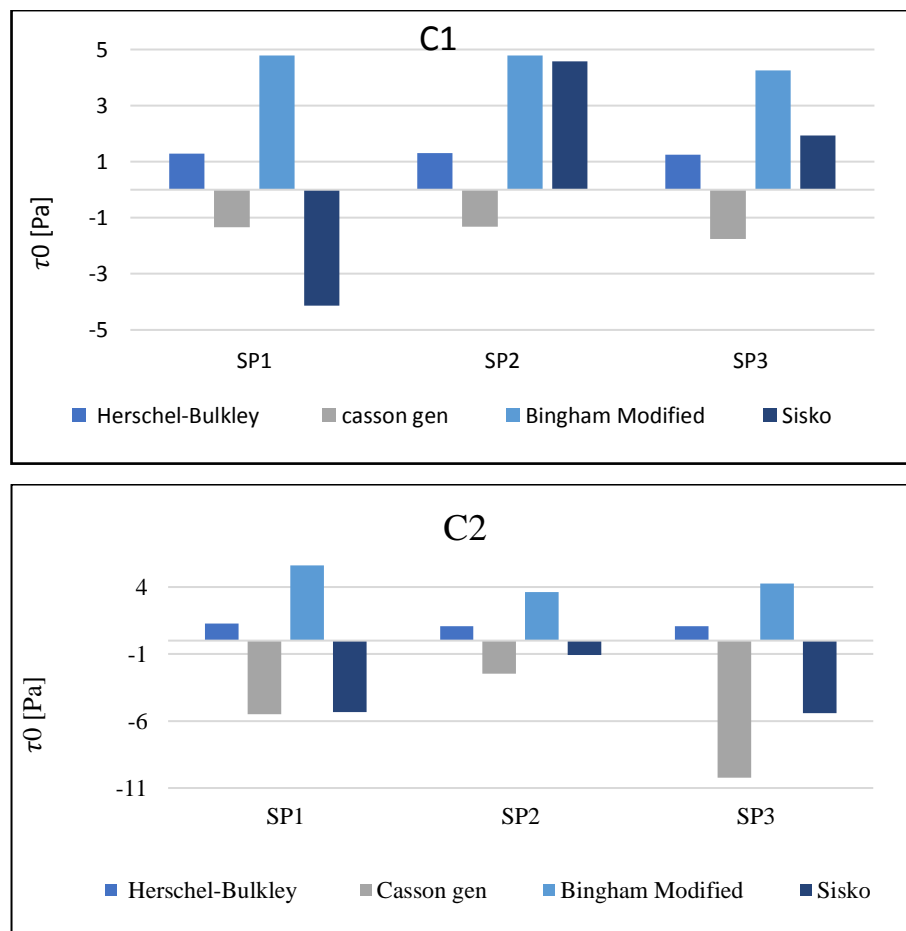 C1
5
3
1
-1
-3
-5
τ0 [Pa]
SP1 SP2 SP3
Herschel-Bulkley casson gen Bingham Modified Sisko
C2
4
-1
-6
-11
τ0 [Pa]
SP1 SP2 SP3
Herschel-Bulkley Casson gen Bingham Modified Sisko